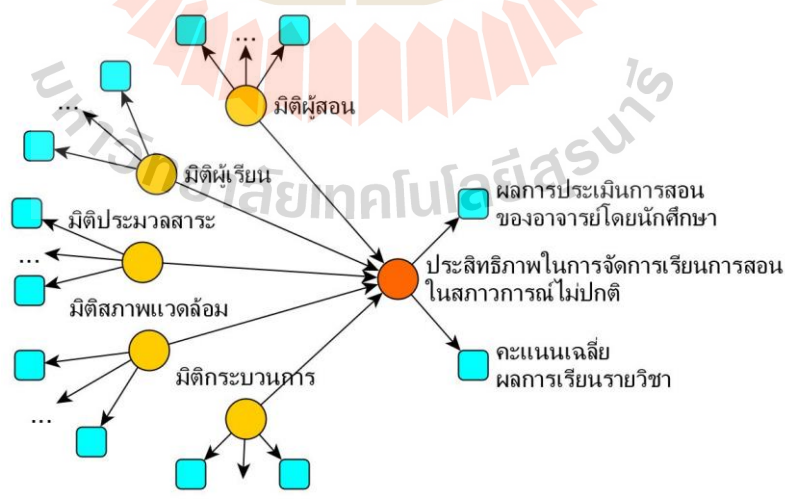 ...
มิติผู้สอน
...
มิติผู้เรียน
ผลการประเมินการสอน
ของอาจารย์โดยนักศึกษา
มิติประมวลสาระ
...
ประสิทธิภาพในการจัดการเรียนการสอน
ในสภาวการณ์ไม่ปกติ
มิติสภาพแวดล้อม
คะแนนเฉลี่ย
ผลการเรียนรายวิชา
มิติกระบวนการ
...